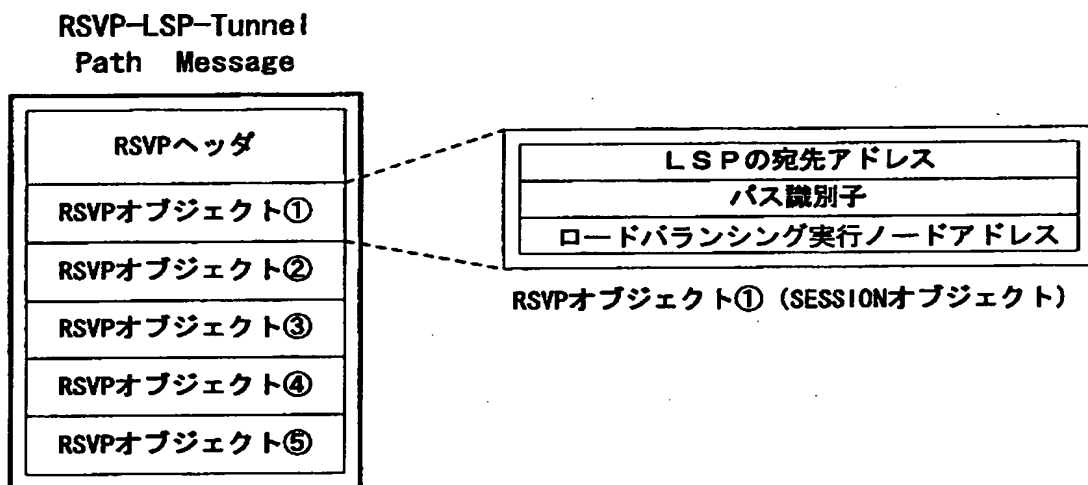 RSVP-LSP-Tunnel
Path Message
RSVPヘッダ
RSVPオブジェクト①
RSVPオブジェクト②
RSVPオブジェクト③
RSVPオブジェクト④
RSVPオブジェクト⑤
LSPの宛先アドレス
パス識別子
ロードバランシング実行ノードアドレス
RSVPオブジェクト①(SESSIONオブジェクト)